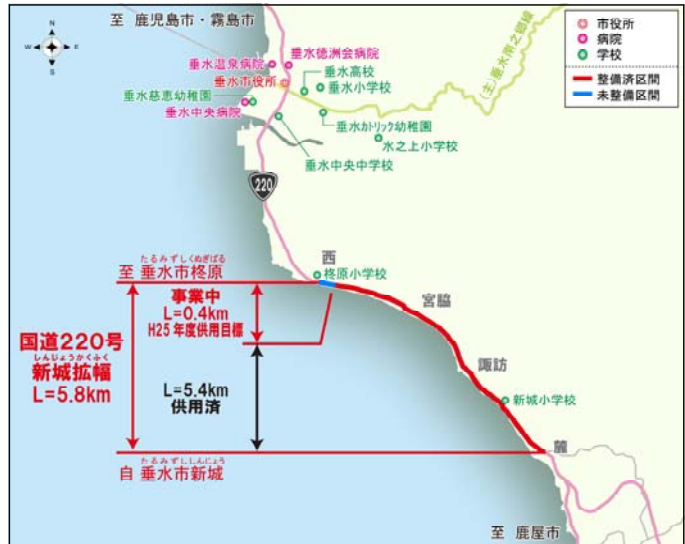 至 鹿児島市・霧島市
N
W
E
S
垂水徳洲会病院
垂水温泉病院
垂水市役所
垂水高校
垂水小学校
垂水慈恵幼稚園
垂水中央病院
垂水カトリック幼稚園
水之上小学校
垂水中央中学校
市役所
病院
学校
整備済区間
未整備区間
220
西
柊原小学校
たるみずしくぬぎばる
至 垂水市柊原
事業中
L=0.4km
H25年度供用目標
宮脇
国道220号
しんじょうかくふく
新城拡幅
L=5.8km
L=5.4km
供用済
諏訪
新城小学校
麓
たるみずししんじょう
自 垂水市新城
至 鹿屋市